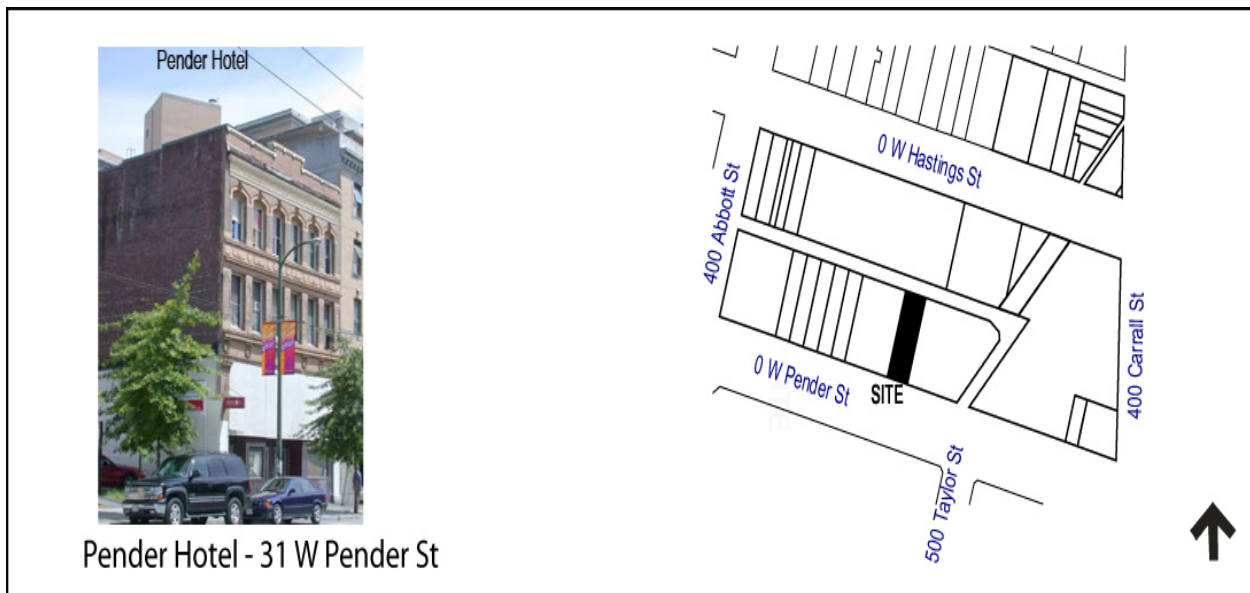 Pender Hotel
Pender Hotel - 31 W Pender St
0 W Hastings St
400 Abbott St
0 W Pender St
SITE
400 Carrall St
500 Taylor St